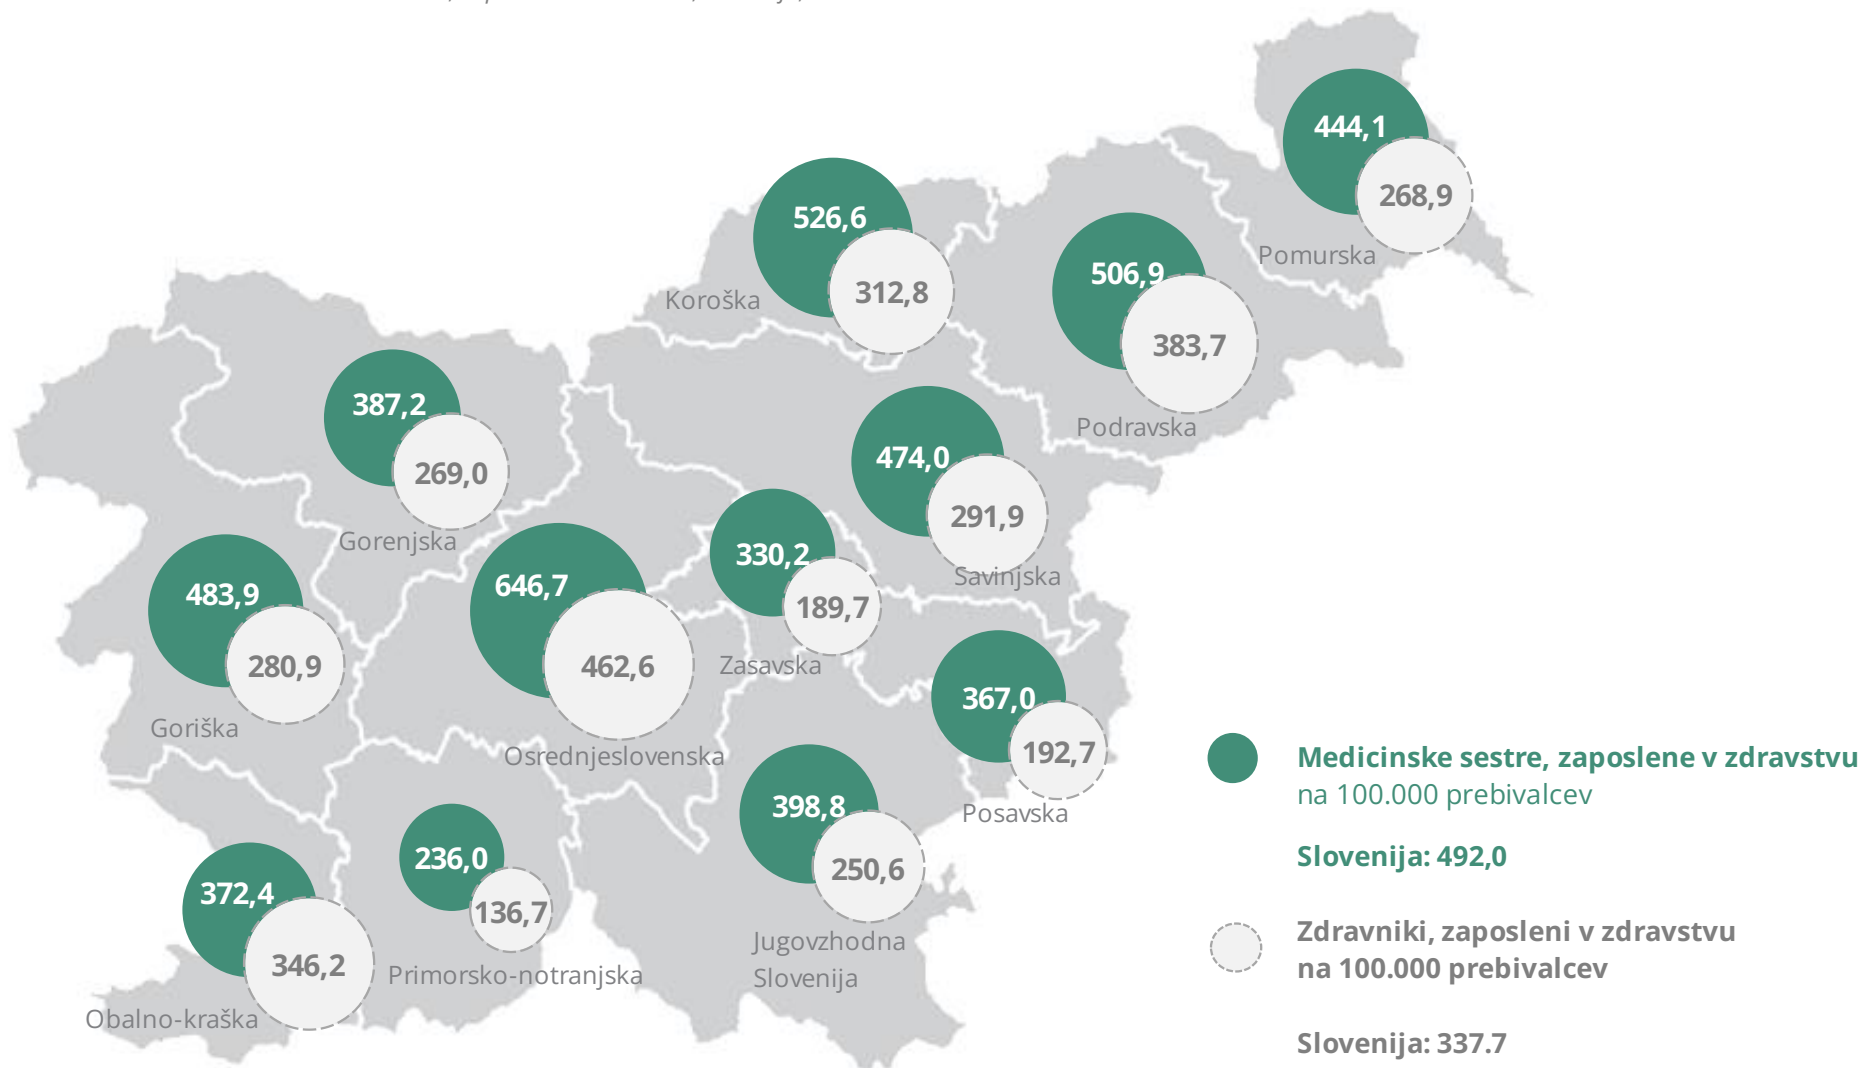 444,1
268,9
Pomurska
526,6
312,8
Koroška
506,9
383,7
Podravska
387,2
269,0
Gorenjska
474,0
291,9
Savinjska
483,9
280,9
Goriška
646,7
462,6
Osrednjeslovenska
330,2
189,7
Zasavska
367,0
192,7
Posavska
398,8
250,6
Jugovzhodna
Slovenija
236,0
136,7
Primorsko-notranjska
372,4
346,2
Obalno-kraška
Medicinske sestre, zaposlene v zdravstvu
na 100.000 prebivalcev
Slovenija: 492,0
Zdravniki, zaposleni v zdravstvu
na 100.000 prebivalcev
Slovenija: 337.7